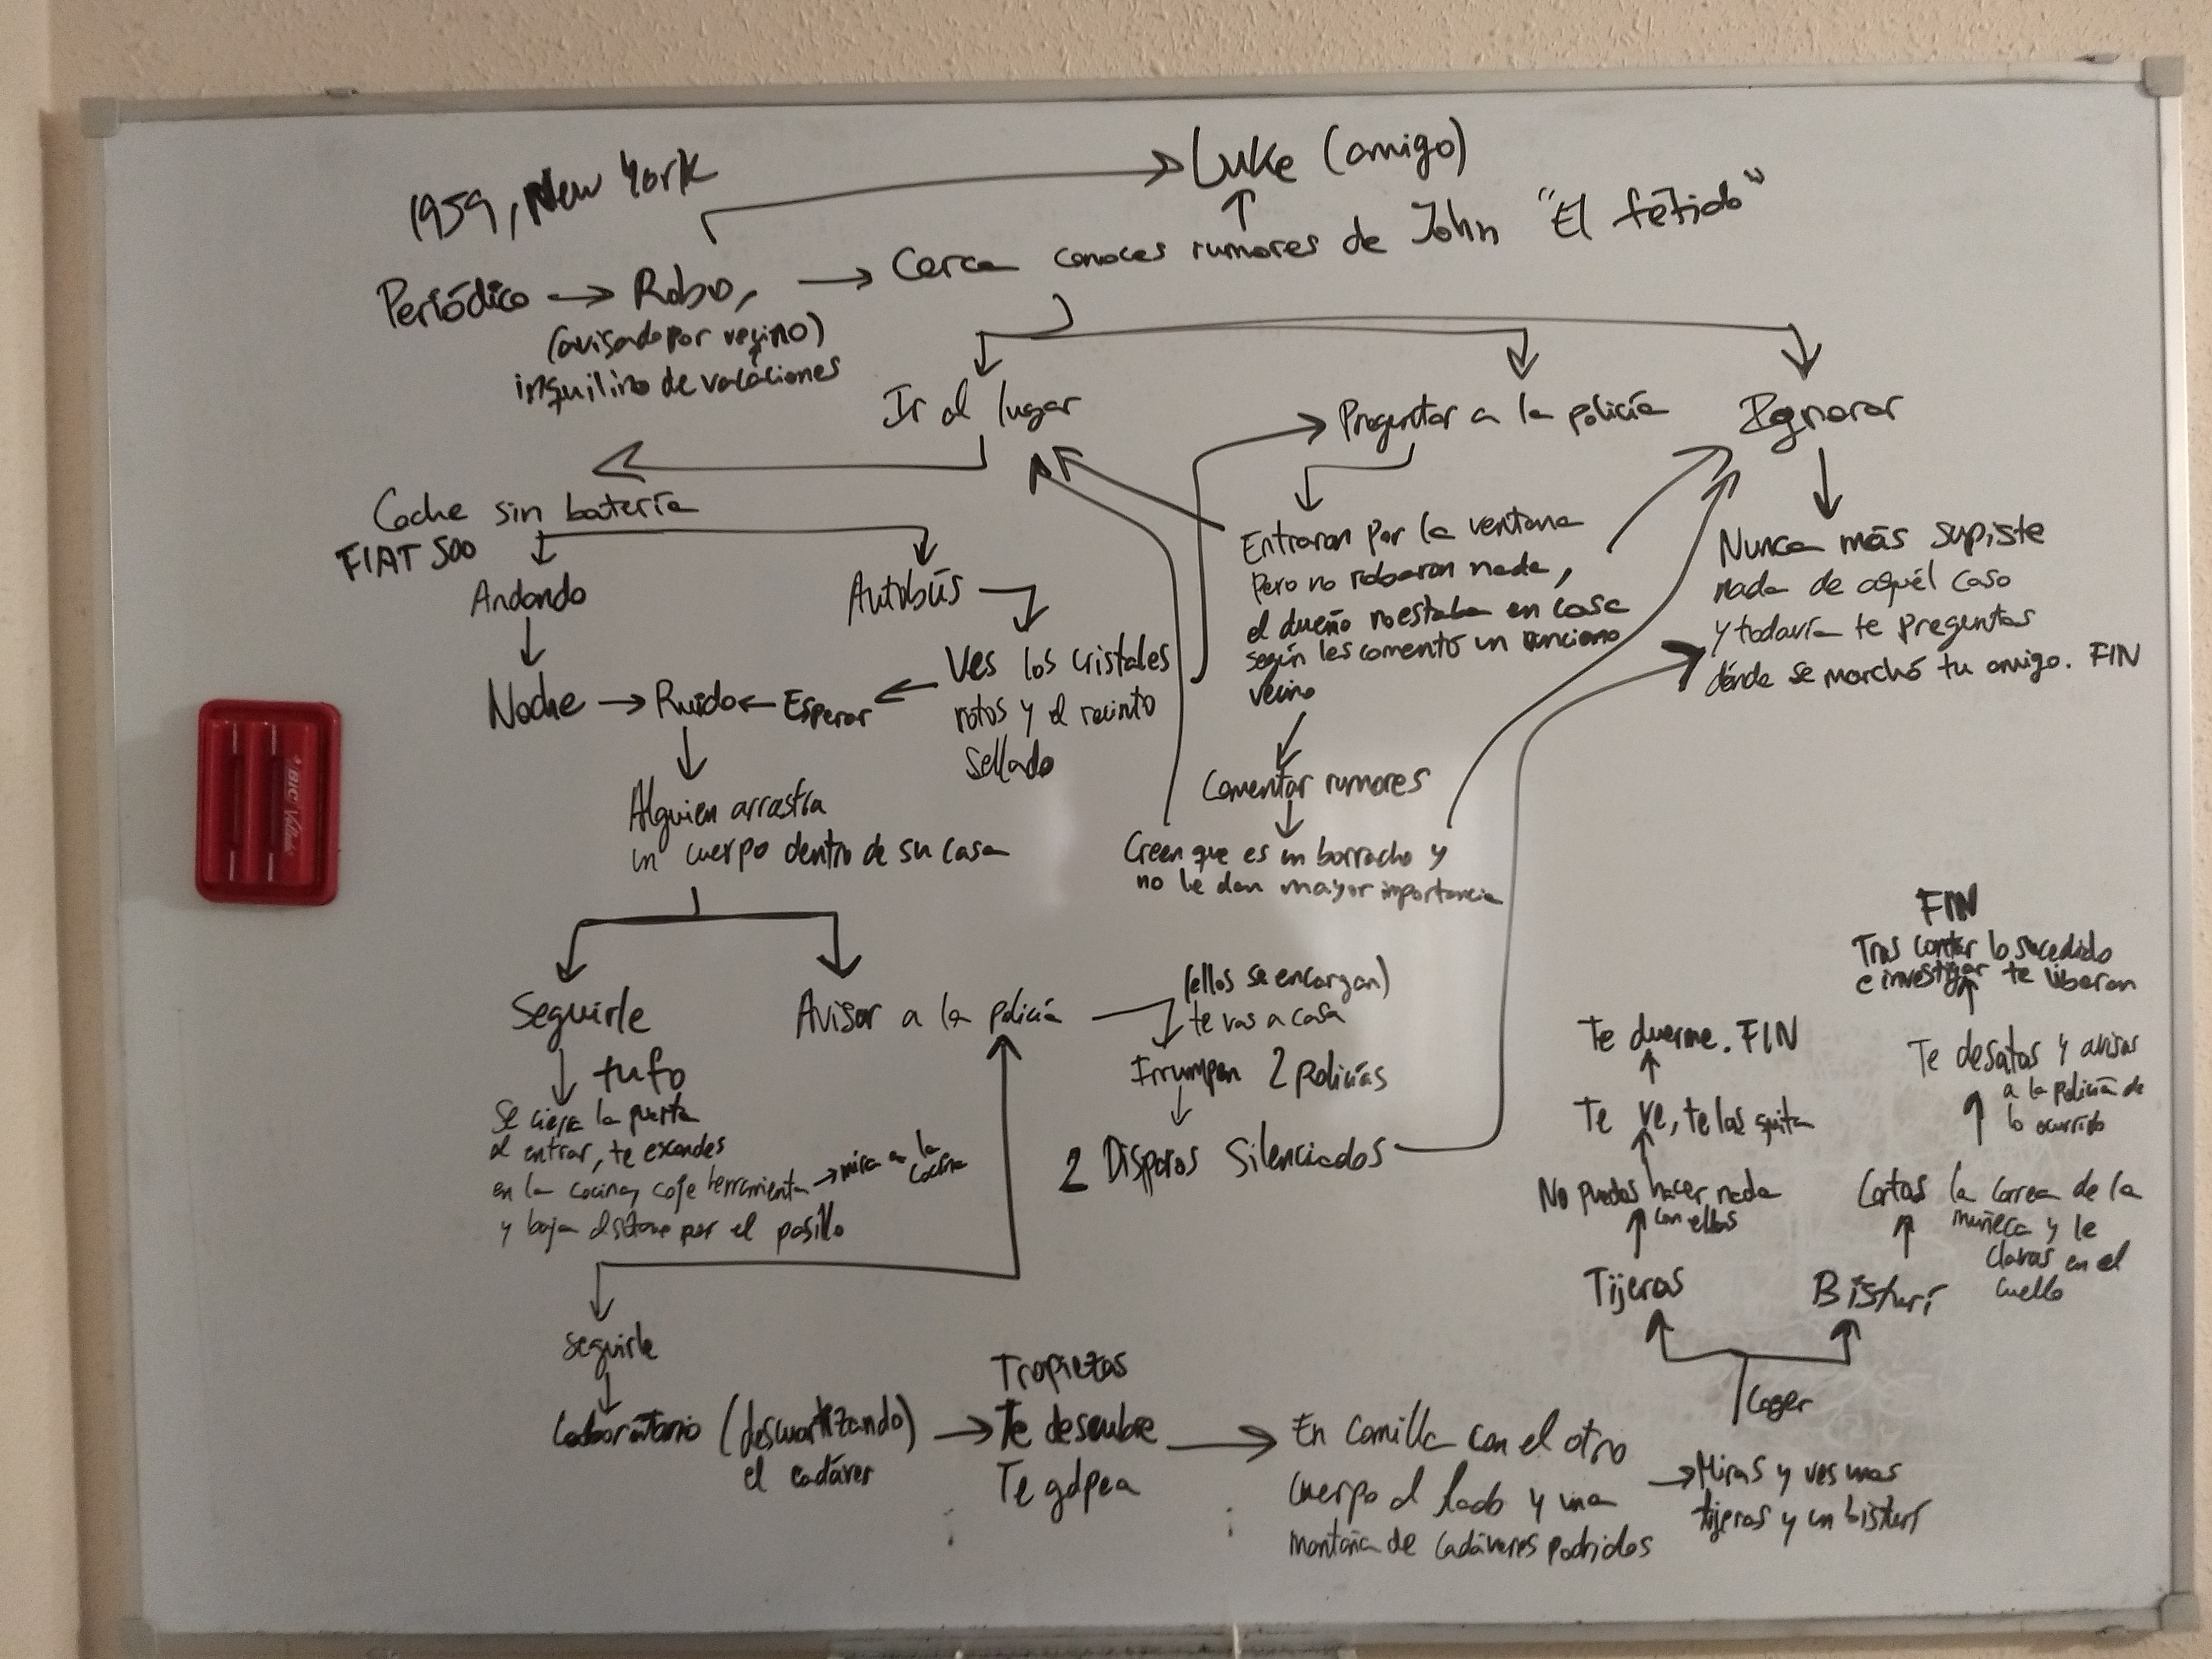 1959, New York
Luke (amigo)
Periódico → Robo, → Cerca conoces rumores de John "El fétido"
(avisado por vecino)
inquilino de vacaciones
Ir al lugar
Preguntar a la policía
Ignorar
Coche sin batería
FIAT 500
Andando
Autobús
Noche → Ruido ← Esperar
Ves los cristales
rotos y el recinto
sellado
Entraron por la ventana
pero no robaron nada,
el dueño no estaba en casa
según les comentó un anciano
vecino
Nunca más supiste
nada de aquél caso
y todavía te preguntas
dónde se marchó tu amigo. FIN
Comentar rumores
Creen que es un borracho y
no le dan mayor importancia
Alguien arrastra
un cuerpo dentro de su casa
Seguirle
tufo
Avisar a la policía
(ellos se encargan)
te vas a casa
Irrumpen 2 policías
2 Disparos Silenciados
Se cierra la puerta
al entrar, te escondes
en la cocina, coje herramienta → mira a la
cocina
y baja al sótano por el pasillo
seguirle
Laboratorio (descuartizando)
el cadáver
Tropiezas
Te descubre
Te golpea
En camilla con el otro
cuerpo al lado y una
montaña de cadáveres podridos
→ Miras y ves unas
tijeras y un bisturí
Coger
Tijeras
No puedes hacer nada
con ellas
Te ve, te las quita
Te duerme. FIN
Bisturí
Cortas la correa de la
muñeca y le
clavas en el
cuello
Te desatas y avisas
a la policía de
lo ocurrido
FIN
Tras contar lo sucedido
e investigar te liberan
BIC